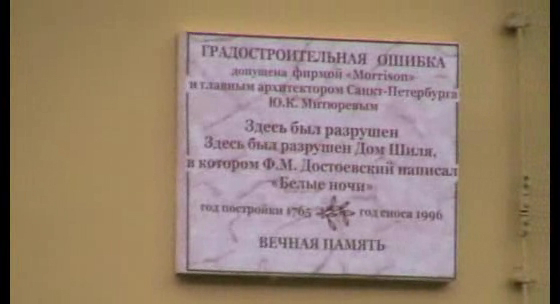 ГРАДОСТРОИТЕЛЬНАЯ ОШИБКА
допущена фирмой «Morrison»
и главным архитектором Санкт-Петербурга
Ю.К. Митюревым
Здесь был разрушен
Здесь был разрушен Дом Шиля,
в котором Ф.М. Достоевский написал
«Белые ночи»
год постройки 1765 год сноса 1996
ВЕЧНАЯ ПАМЯТЬ